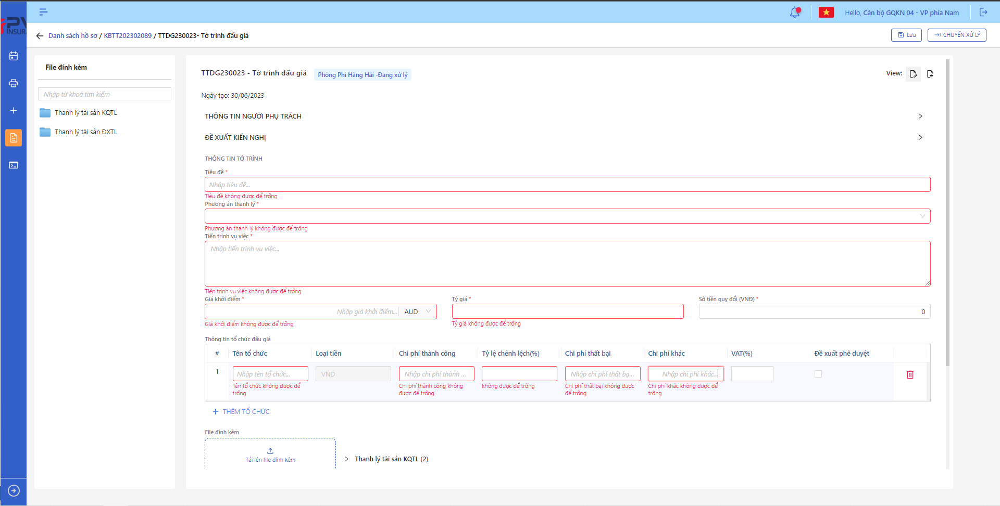 PV
INSURA
Hello, Cán bộ GQKN 04 - VP phía Nam
Danh sách hồ sơ / KBTT202302089 / TTDG230023- Tờ trình đấu giá
Lưu
CHUYỂN XỬ LÝ
File đính kèm
Nhập từ khoá tìm kiếm
Thanh lý tài sản KQTL
Thanh lý tài sản ĐXTL
TTDG230023 - Tờ trình đấu giá
Phòng Phi Hàng Hải -Đang xử lý
View:
Ngày tạo: 30/06/2023
THÔNG TIN NGƯỜI PHỤ TRÁCH
ĐỀ XUẤT KIẾN NGHỊ
THÔNG TIN TỜ TRÌNH
Tiêu đề *
Nhập tiêu đề...
Tiêu đề không được để trống
Phương án thanh lý *
Phương án thanh lý không được để trống
Tiến trình vụ việc *
Nhập tiến trình vụ việc...
Tiến trình vụ việc không được để trống
Giá khởi điểm * Tỷ giá * Số tiền quy đổi (VNĐ) *
Nhập giá khởi điểm... AUD 0
Giá khởi điểm không được để trống Tỷ giá không được để trống
Thông tin tổ chức đấu giá
# Tên tổ chức Loại tiền Chi phí thành công Tỷ lệ chênh lệch(%) Chi phí thất bại Chi phí khác VAT(%) Đề xuất phê duyệt
1 Nhập tên tổ chức... VND Nhập chi phí thành ... Nhập chi phí thất bạ... Nhập chi phí khác...
Tên tổ chức không được để Chi phí thành công không không được để trống Chi phí thất bại không được Chi phí khác không được để
trống được để trống để trống trống
THÊM TỔ CHỨC
File đính kèm
Tải lên file đính kèm
Thanh lý tài sản KQTL (2)